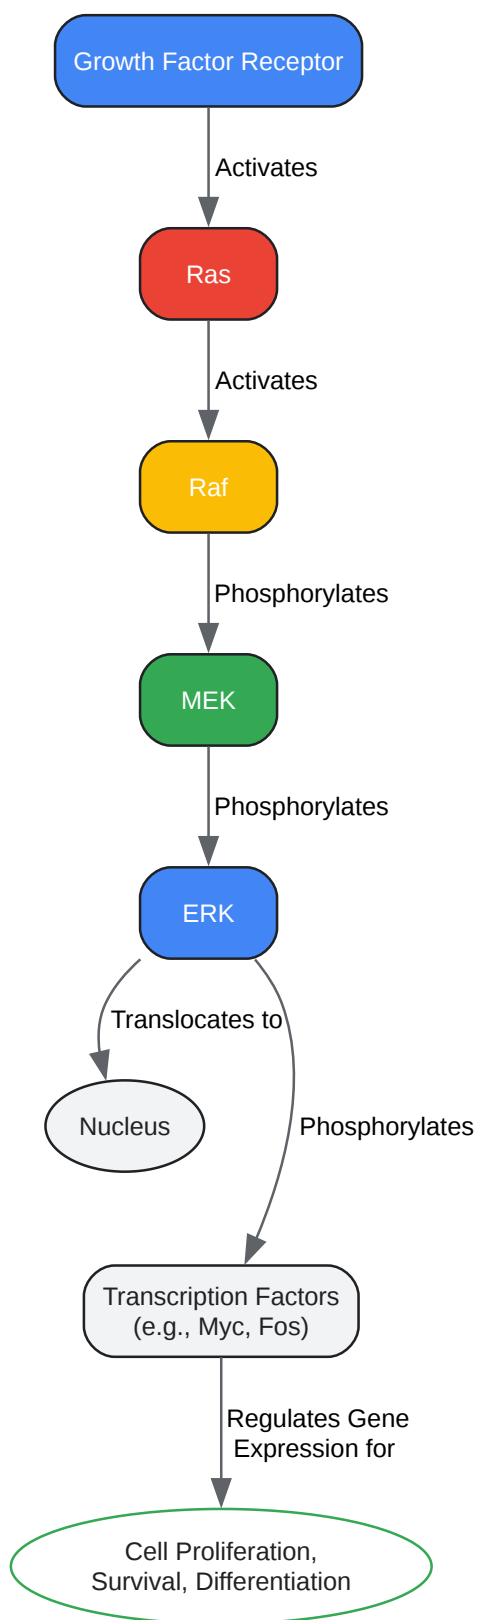 Growth Factor Receptor
Activates
Ras
Activates
Raf
Phosphorylates
MEK
Phosphorylates
ERK
Translocates to
Nucleus
Phosphorylates
Transcription Factors
(e.g., Myc, Fos)
Regulates Gene
Expression for
Cell Proliferation,
Survival, Differentiation